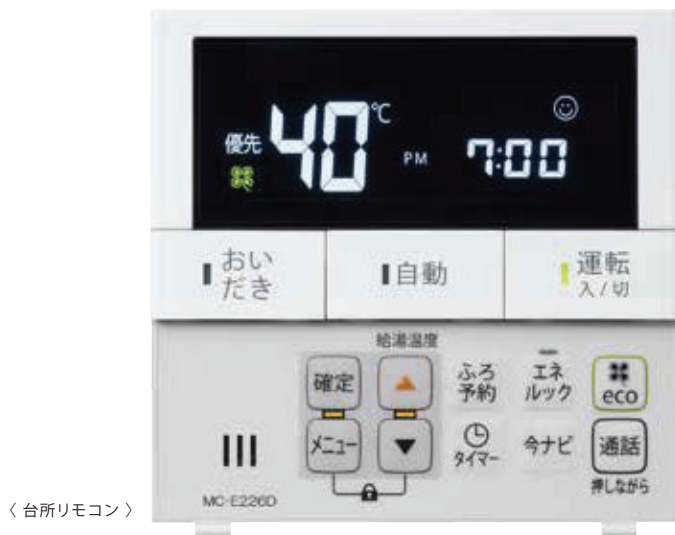 優先 40℃ PM 7:00
おい
だき
自動
運転
入/切
給湯温度
確定
ふろ
予約
エネ
ルック
eco
メニュー
タイマー
今ナビ
通話
押しながら
MC-E226D
〈 台所リモコン 〉